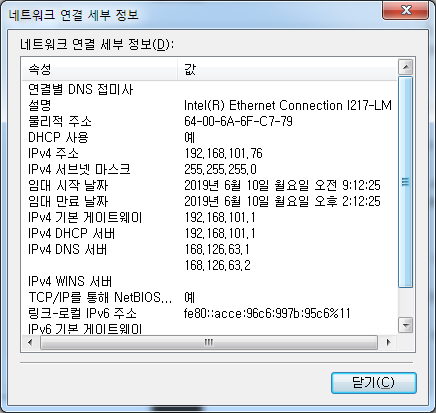 네트워크 연결 세부 정보
네트워크 연결 세부 정보(D):
속성 값
연결별 DNS 접미사
설명 Intel(R) Ethernet Connection I217-LM
물리적 주소 64-00-6A-6F-C7-79
DHCP 사용 예
IPv4 주소 192,168,101,76
IPv4 서브넷 마스크 255,255,255,0
임대 시작 날짜 2019년 6월 10일 월요일 오전 9:12:25
임대 만료 날짜 2019년 6월 10일 월요일 오후 2:12:25
IPv4 기본 게이트웨이 192,168,101,1
IPv4 DHCP 서버 192,168,101,1
IPv4 DNS 서버 168,126,63,1
168,126,63,2
IPv4 WINS 서버
TCP/IP를 통해 NetBIOS... 예
링크-로컬 IPv6 주소 fe80::acce:96c6:997b:95c6%11
IPv6 기본 게이트웨이
닫기(C)